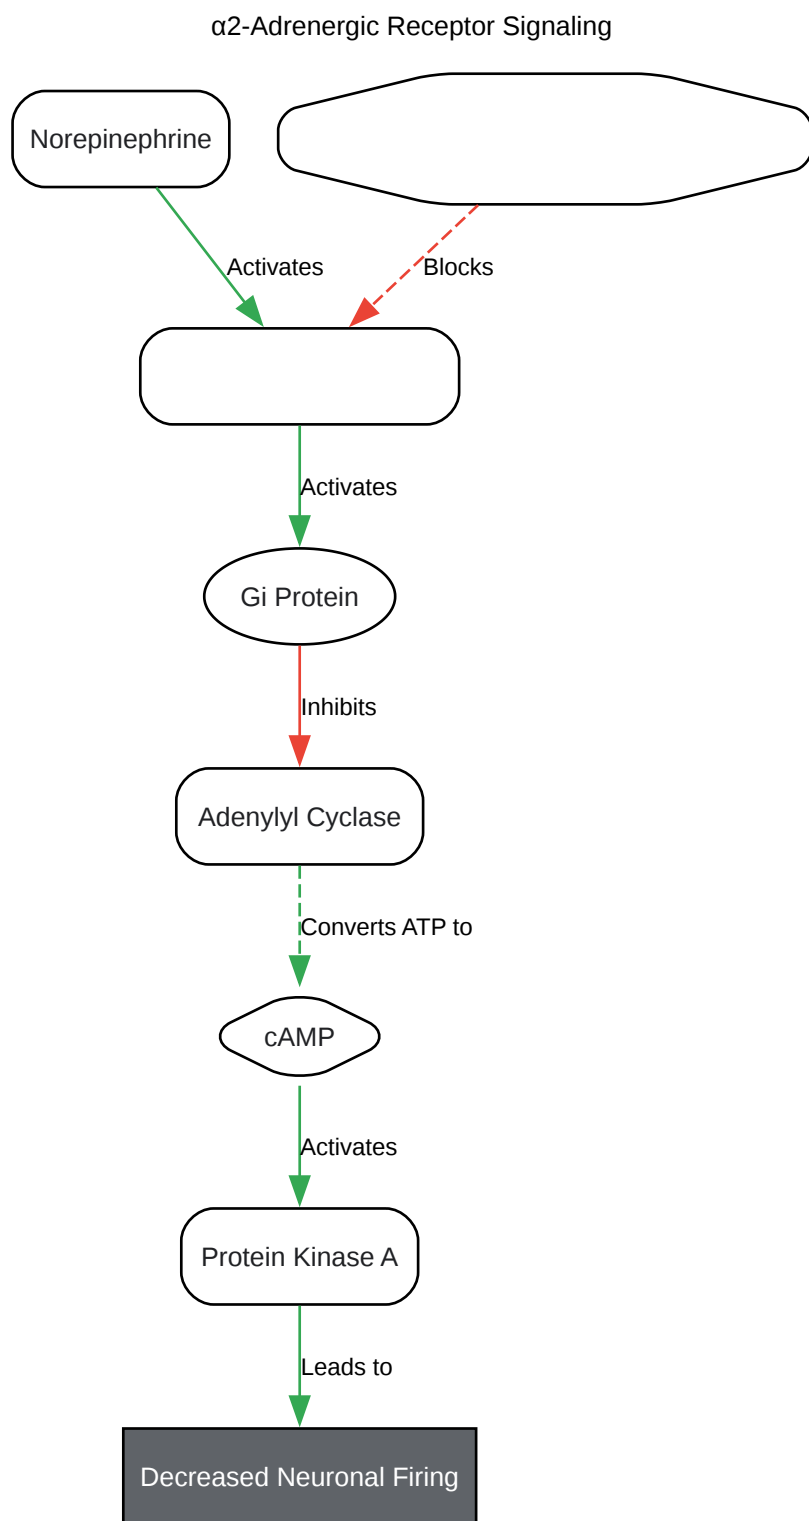 α2-Adrenergic Receptor Signaling
Norepinephrine
Activates
Blocks
Activates
Gi Protein
Inhibits
Adenylyl Cyclase
Converts ATP to
cAMP
Activates
Protein Kinase A
Leads to
Decreased Neuronal Firing